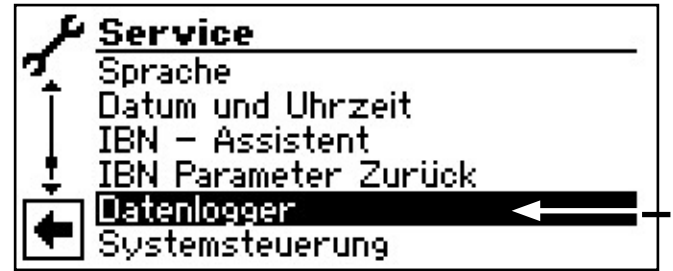 Service
Sprache
Datum und Uhrzeit
IBN - Assistent
IBN Parameter Zurück
Datenlogger
Systemsteuerung